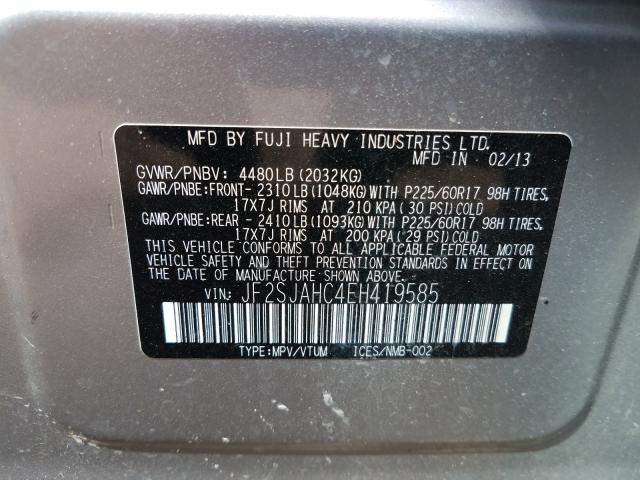 MFD BY FUJI HEAVY INDUSTRIES LTD.
MFD IN 02/13
GVWR/PNBV: 4480LB(2032KG)
GAWR/PNBE:FRONT- 2310LB(1048KG)WITH P225/60R17 98H TIRES,
17X7J RIMS AT 210 KPA(30 PSI)COLD
GAWR/PNBE:REAR - 2410LB(1093KG)WITH P225/60R17 98H TIRES,
17X7J RIMS AT 200 KPA(29 PSI)COLD
THIS VEHICLE CONFORMS TO ALL APPLICABLE FEDERAL MOTOR
VEHICLE SAFETY AND THEFT PREVENTION STANDARDS IN EFFECT ON
THE DATE OF MANUFACTURE SHOWN ABOVE.
VIN: JF2SJAHC4EH419585
TYPE:MPV/VTUM ICES/NMB-002